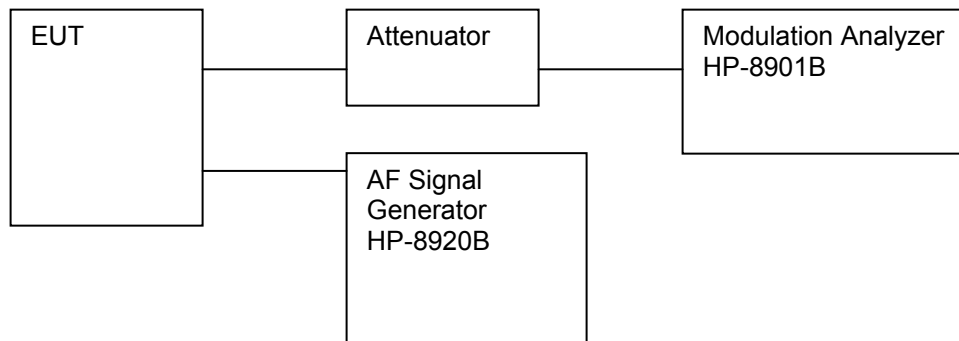 EUT
Attenuator
Modulation Analyzer
HP-8901B
AF Signal
Generator
HP-8920B